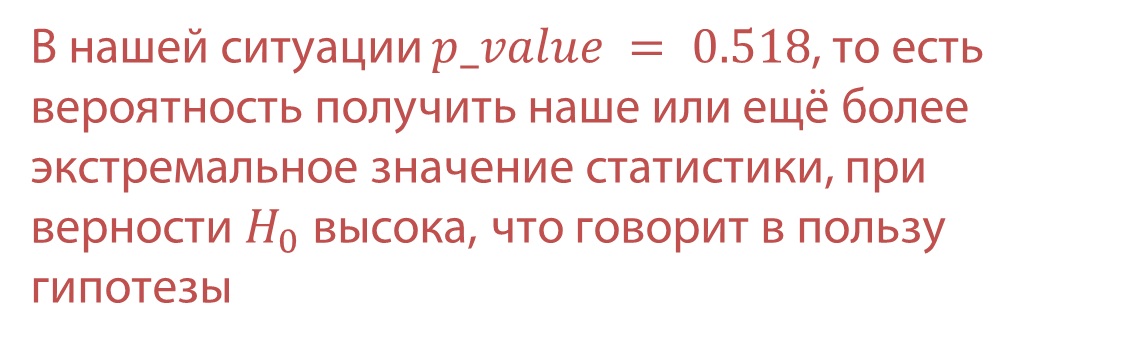 В нашей ситуации p_value = 0.518, то есть
вероятность получить наше или ещё более
экстремальное значение статистики, при
верности H₀ высока, что говорит в пользу
гипотезы